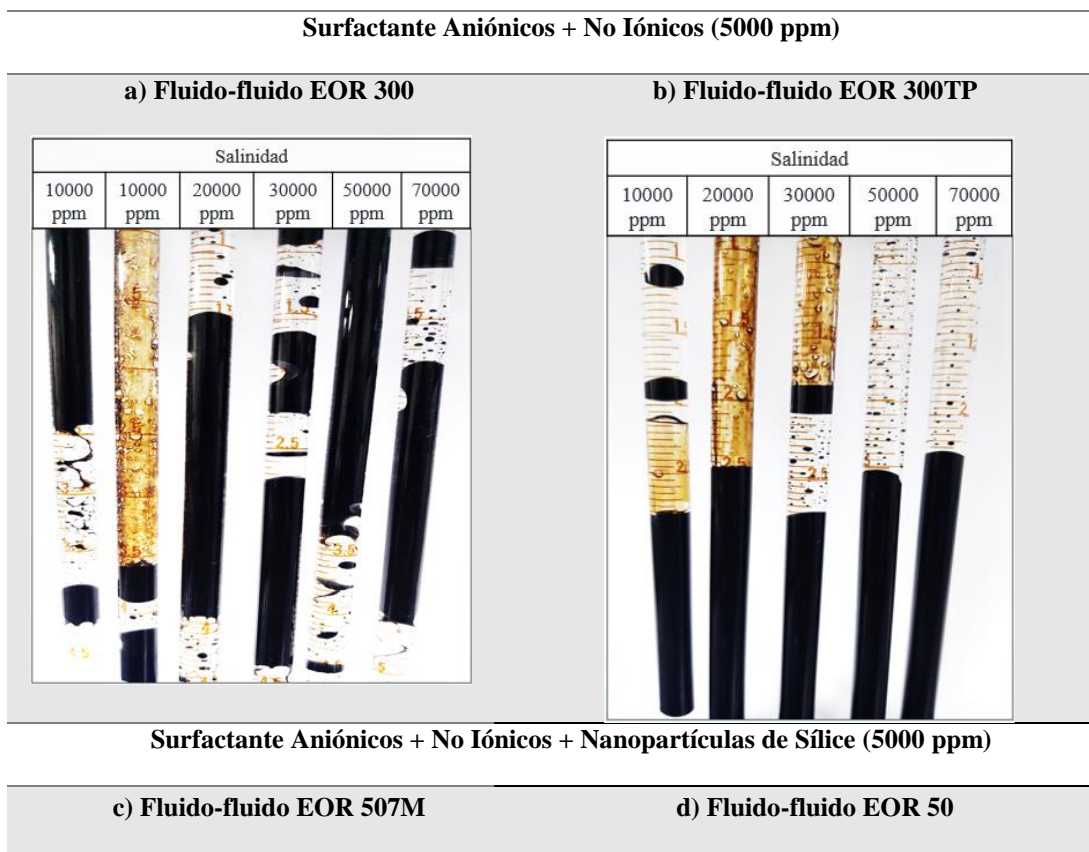 Surfactante Aniónicos + No Iónicos (5000 ppm)
a) Fluido-fluido EOR 300
b) Fluido-fluido EOR 300TP
Salinidad
10000 ppm 10000 ppm 20000 ppm 30000 ppm 50000 ppm 70000 ppm
Salinidad
10000 ppm 20000 ppm 30000 ppm 50000 ppm 70000 ppm
Surfactante Aniónicos + No Iónicos + Nanopartículas de Sílice (5000 ppm)
c) Fluido-fluido EOR 507M
d) Fluido-fluido EOR 50